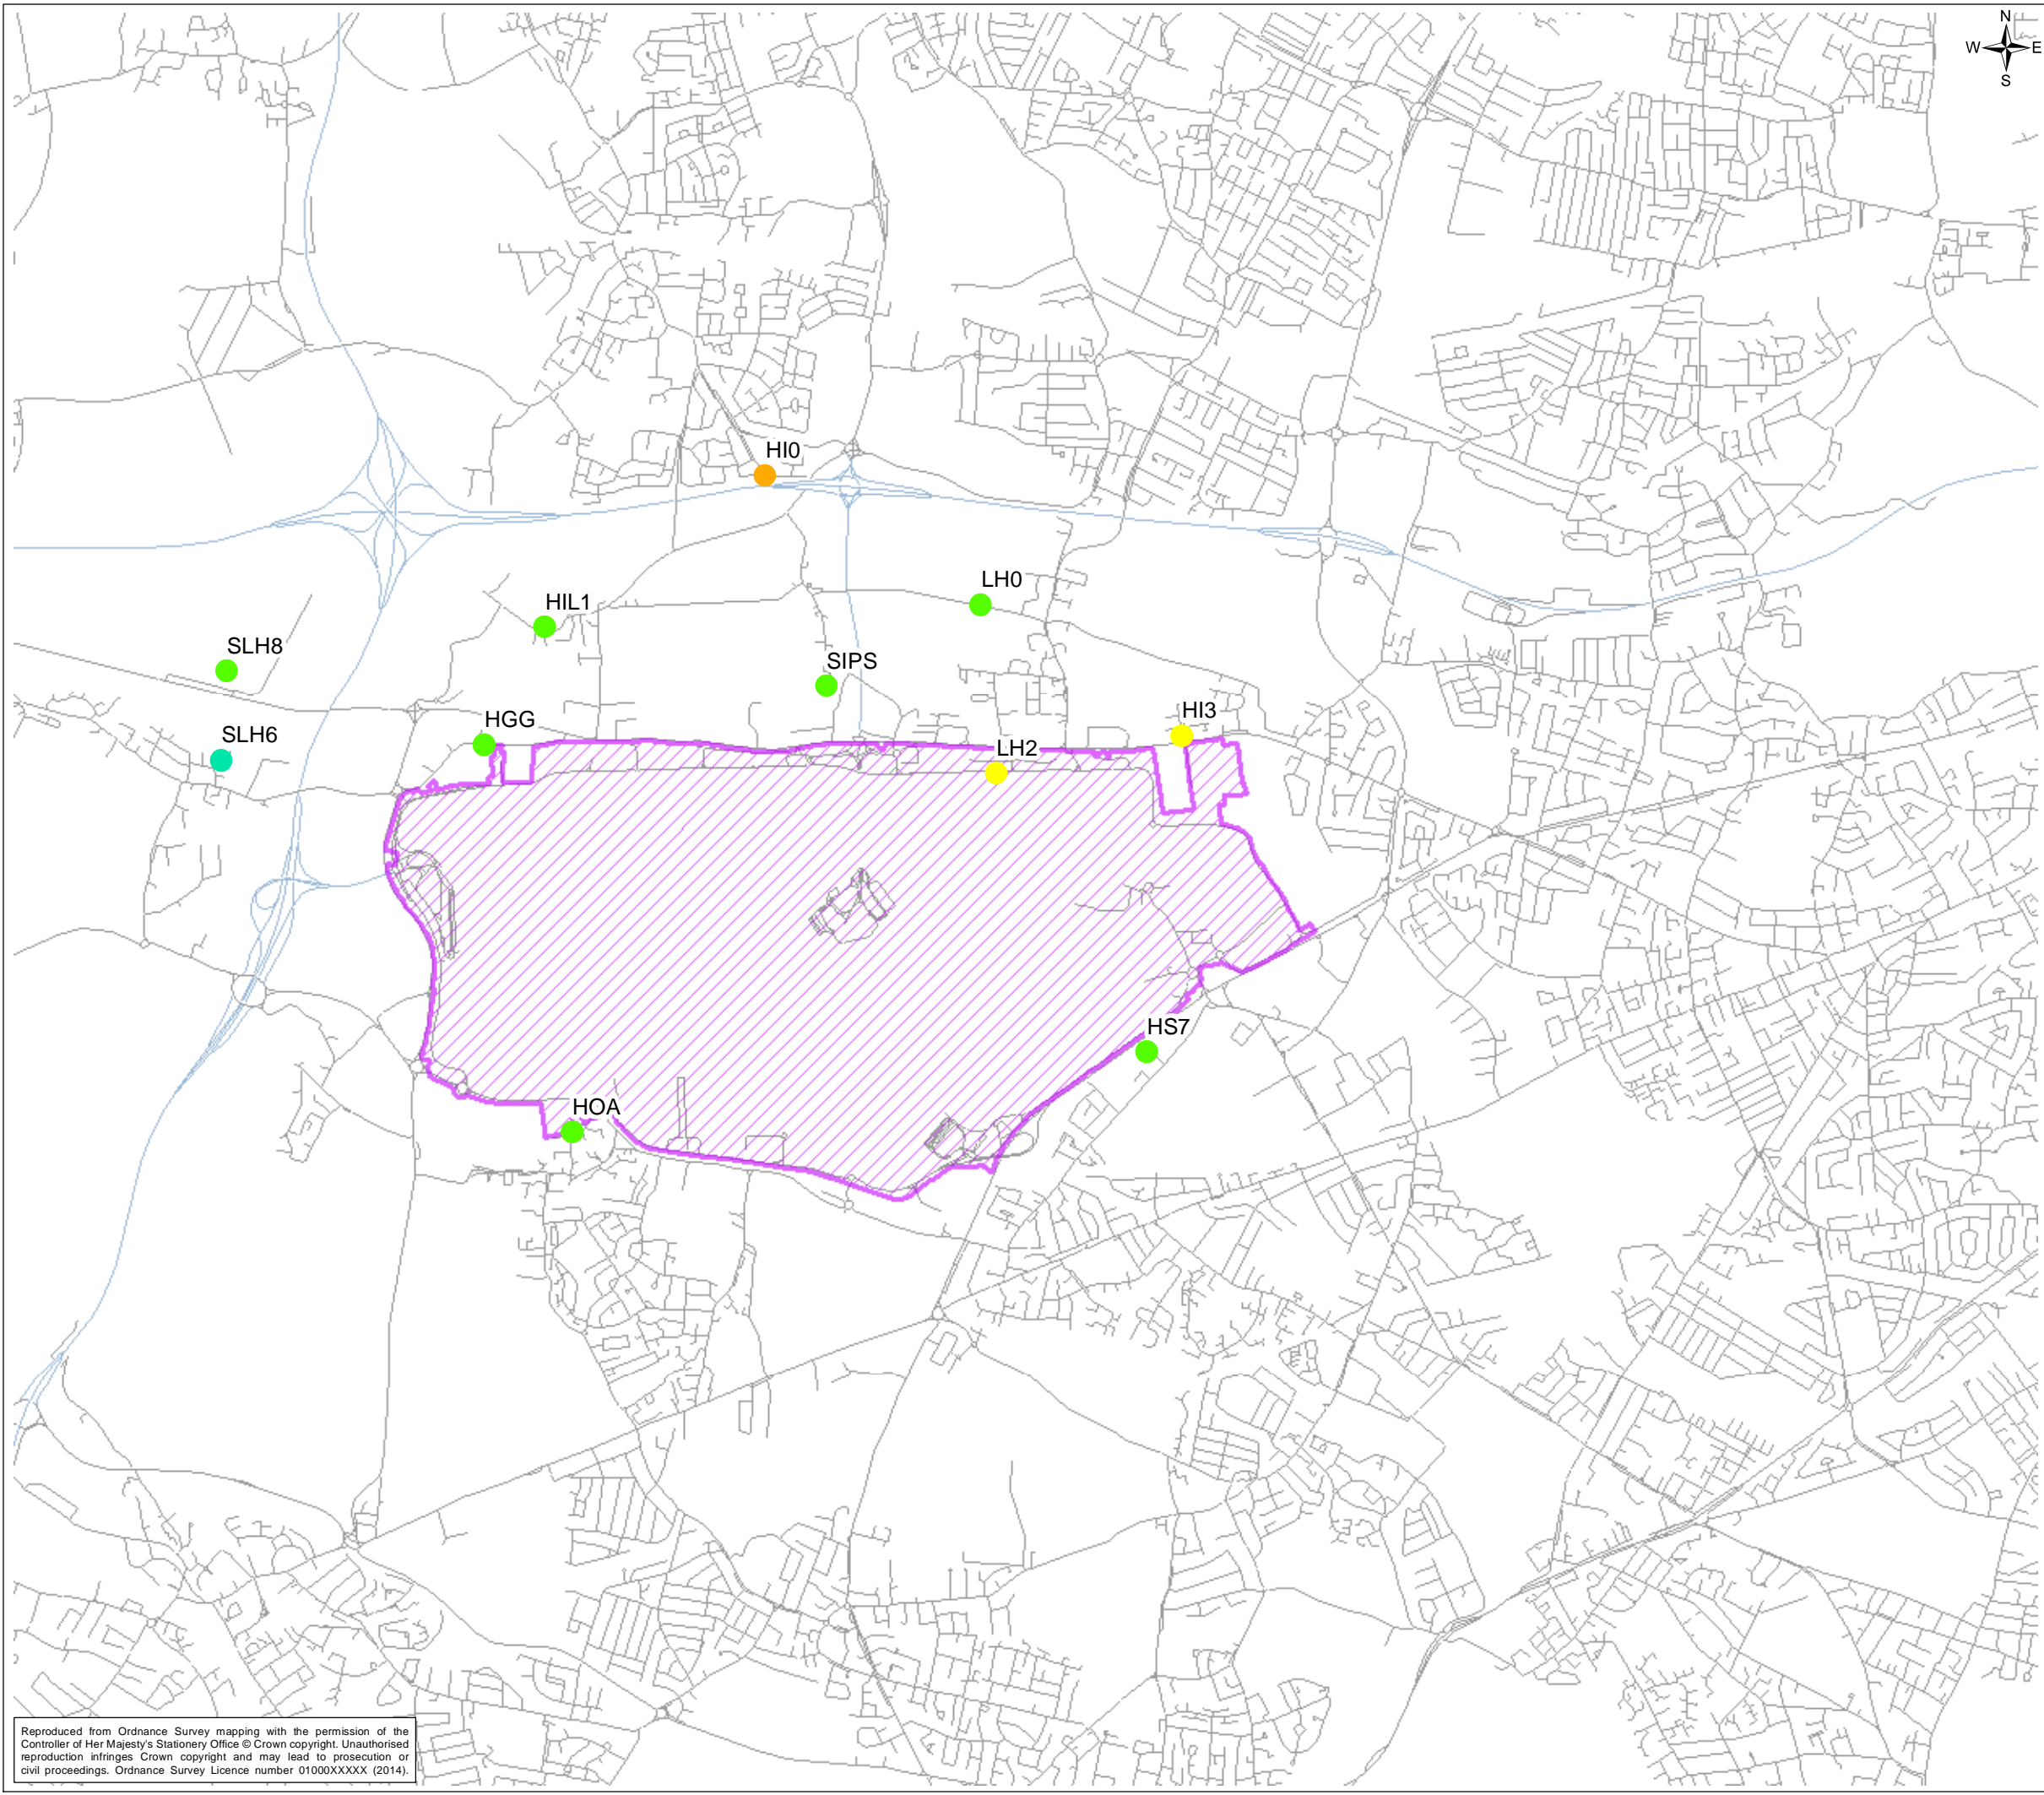 N
W E
S
HI0
LH0
HIL1
SLH8
SIPS
HGG
HI3
SLH6
LH2
HS7
HOA
Reproduced from Ordnance Survey mapping with the permission of the
Controller of Her Majesty's Stationery Office © Crown copyright. Unauthorised
reproduction infringes Crown copyright and may lead to prosecution or
civil proceedings. Ordnance Survey Licence number 01000XXXXX (2014).